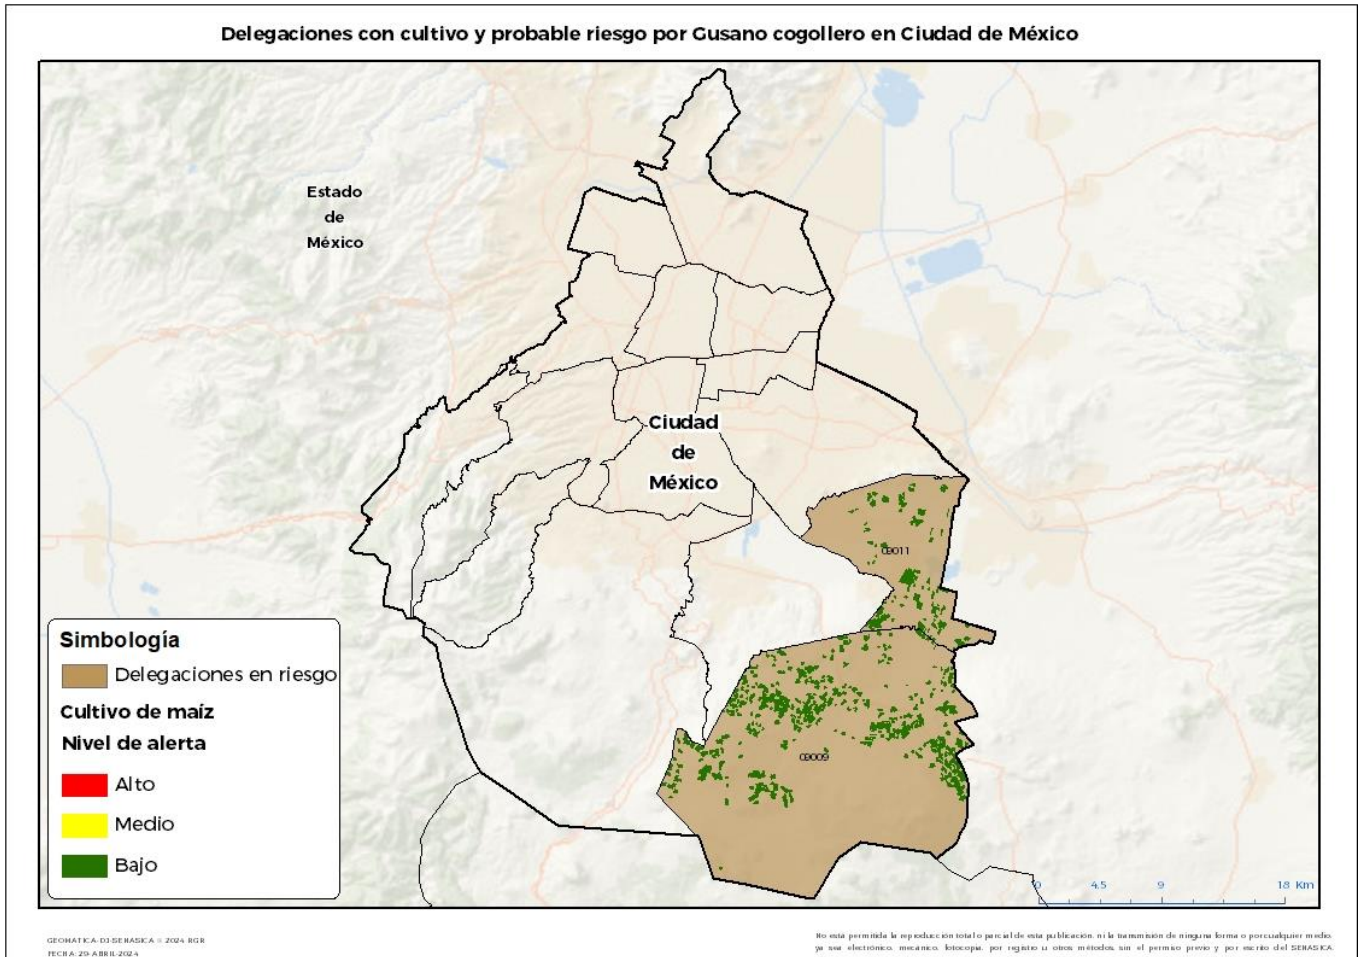 Delegaciones con cultivo y probable riesgo por Gusano cogollero en Ciudad de México
Estado
de
México
Ciudad
de
México
09011
09009
Simbología
Delegaciones en riesgo
Cultivo de maíz
Nivel de alerta
Alto
Medio
Bajo
0 4.5 9 18 Km
GEOMÁTICA-DJ-SENASICA © 2024 RGR
FECHA: 29-ABRIL-2024
No está permitida la reproducción total o parcial de esta publicación, ni la transmisión de ninguna forma o por cualquier medio,
ya sea electrónico, mecánico, fotocopia, por registro u otros métodos, sin el permiso previo y por escrito del SENASICA.